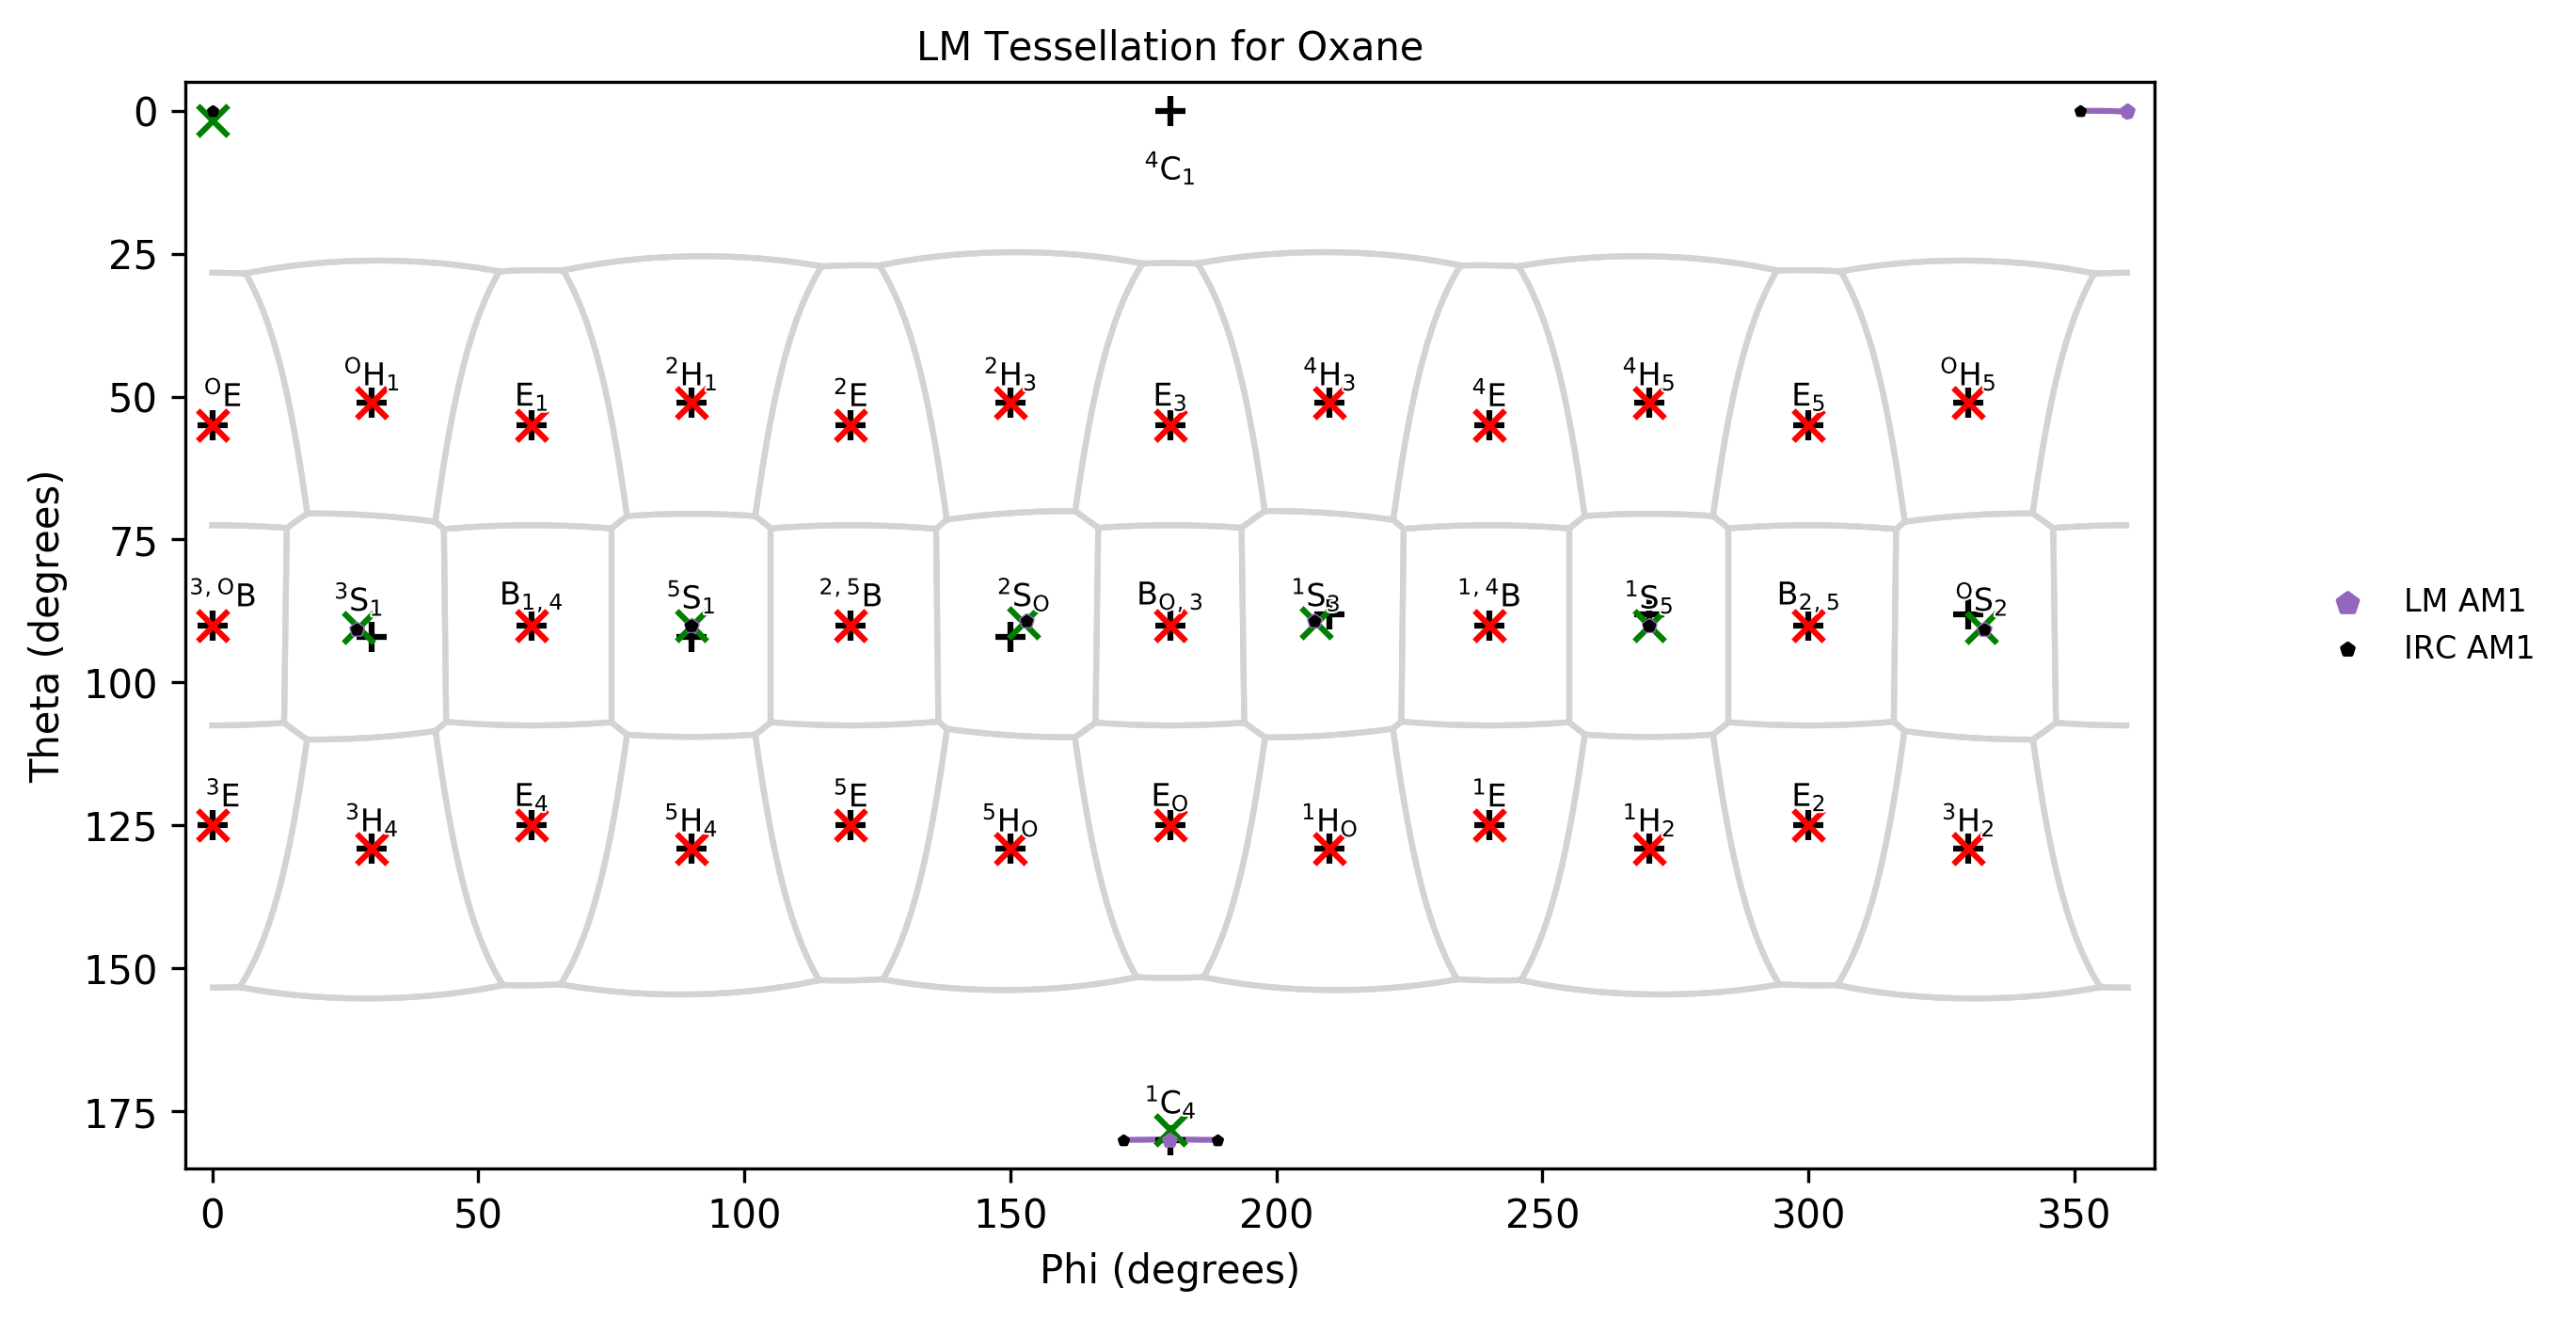 LM Tessellation for Oxane
0
25
50
75
100
125
150
175
Theta (degrees)
⁴C₁
ᴼE ᴼH₁ E₁ ²H₁ ²E ²H₃ E₃ ⁴H₃ ⁴E ⁴H₅ E₅ ᴼH₅
³,ᴼB ³S₁ B₁,₄ ⁵S₁ ²,⁵B ²Sₒ Bₒ,₃ ¹S₃ ¹,⁴B ¹S₅ B₂,₅ ᴼS₂
³E ³H₄ E₄ ⁵H₄ ⁵E ⁵Hₒ Eₒ ¹Hₒ ¹E ¹H₂ E₂ ³H₂
¹C₄
0 50 100 150 200 250 300 350
Phi (degrees)
LM AM1
IRC AM1